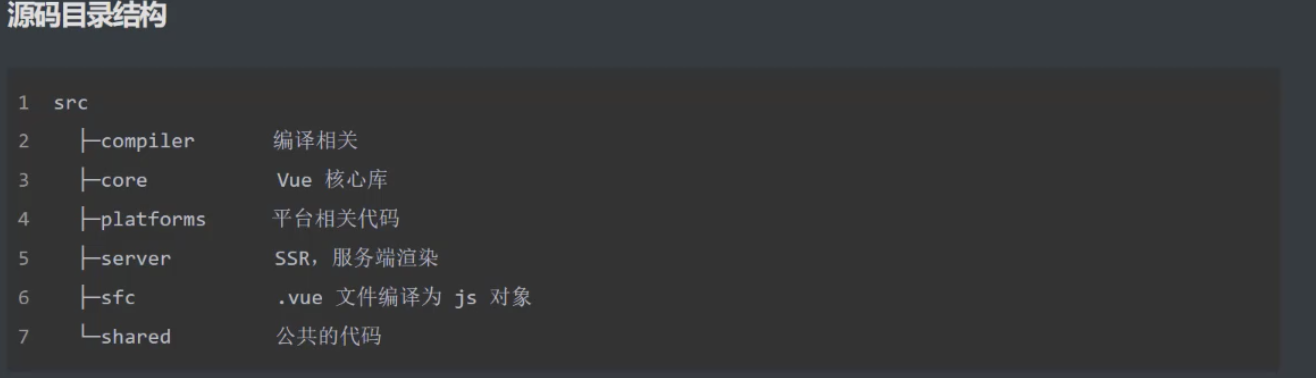 源码目录结构
1 src
2 ├─compiler 编译相关
3 ├─core Vue 核心库
4 ├─platforms 平台相关代码
5 ├─server SSR，服务端渲染
6 ├─sfc .vue 文件编译为 js 对象
7 └─shared 公共的代码